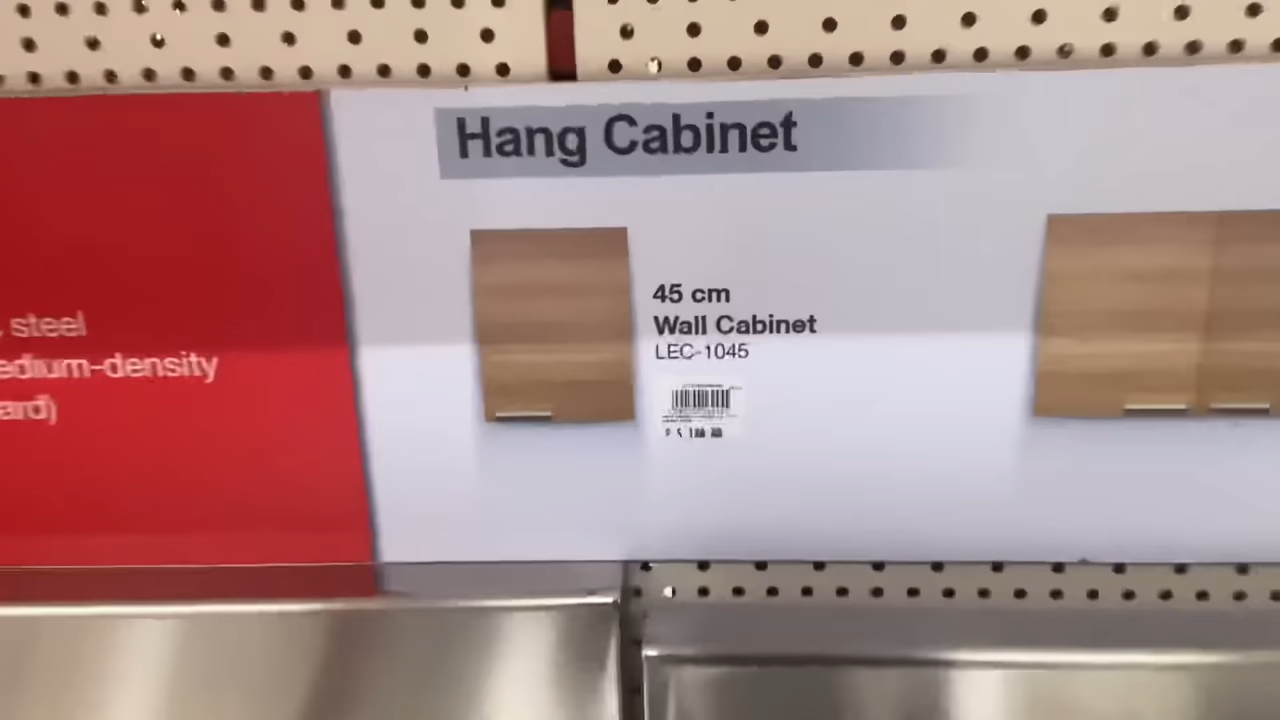 Hang Cabinet
steel
edium-density
ard)
45 cm
Wall Cabinet
LEC-1045